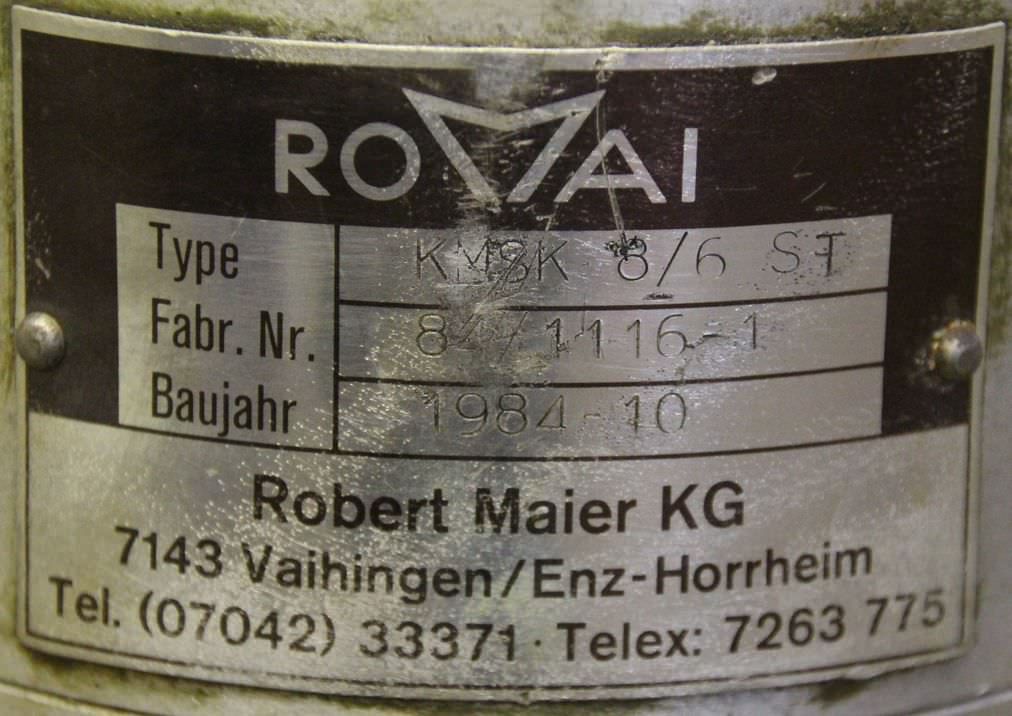 ROMAI
Type KMSK 8/6 ST
Fabr. Nr. 84/1116-1
Baujahr 1984-10
Robert Maier KG
7143 Vaihingen/Enz-Horrheim
Tel. (07042) 33371 · Telex: 7263 775